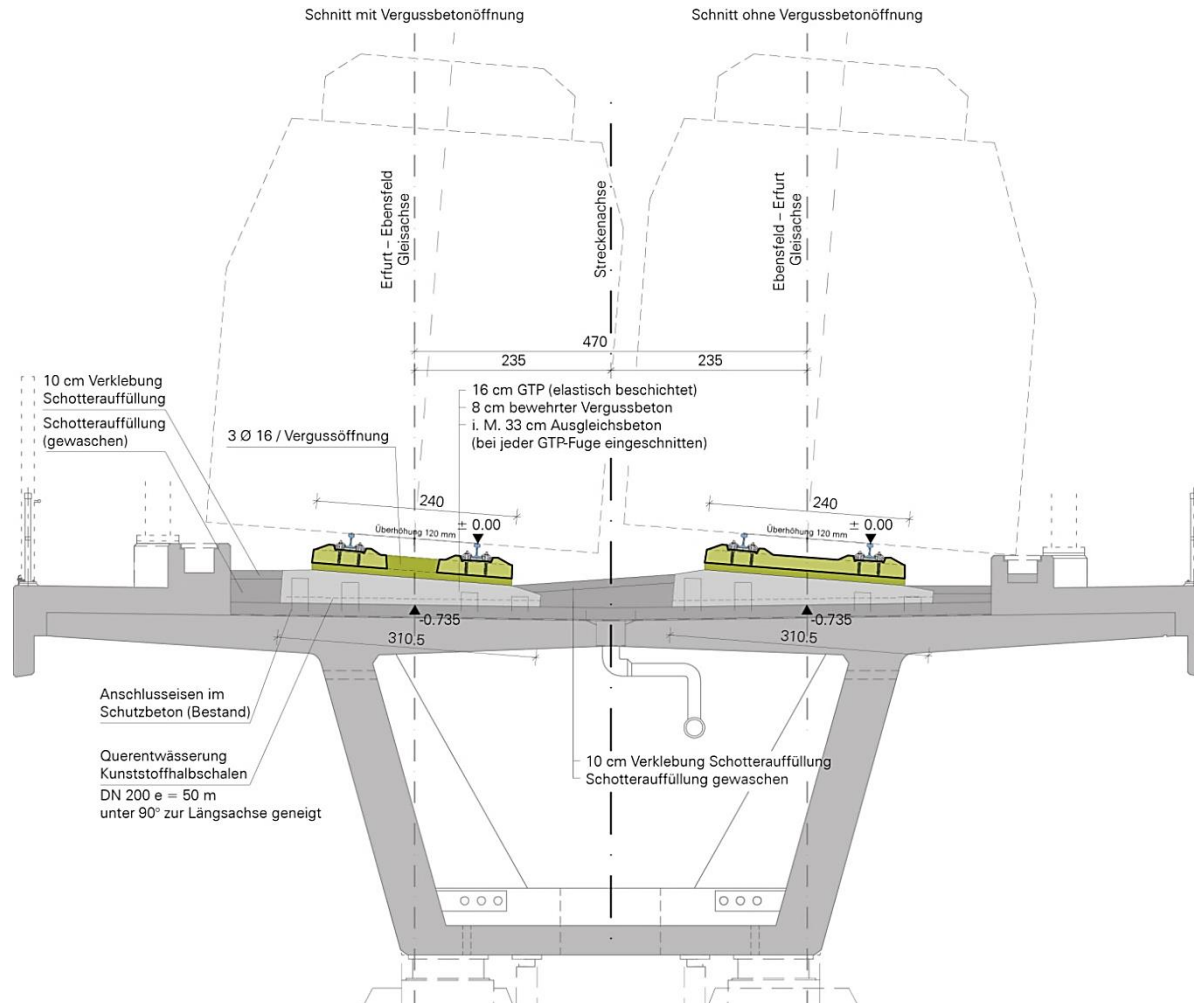 Schnitt mit Vergussbetonöffnung
Schnitt ohne Vergussbetonöffnung
Erfurt – Ebensfeld
Gleisachse
Streckenachse
Ebensfeld – Erfurt
Gleisachse
470
235
235
10 cm Verklebung
Schotterauffüllung
Schotterauffüllung
(gewaschen)
3 Ø 16 / Vergussöffnung
16 cm GTP (elastisch beschichtet)
8 cm bewehrter Vergussbeton
i. M. 33 cm Ausgleichsbeton
(bei jeder GTP-Fuge eingeschnitten)
240
± 0.00
Überhöhung 120 mm
240
± 0.00
Überhöhung 120 mm
-0.735
310.5
-0.735
310.5
Anschlusseisen im
Schutzbeton (Bestand)
Querentwässerung
Kunststoffhalbschalen
DN 200 e = 50 m
unter 90° zur Längsachse geneigt
10 cm Verklebung Schotterauffüllung
Schotterauffüllung gewaschen